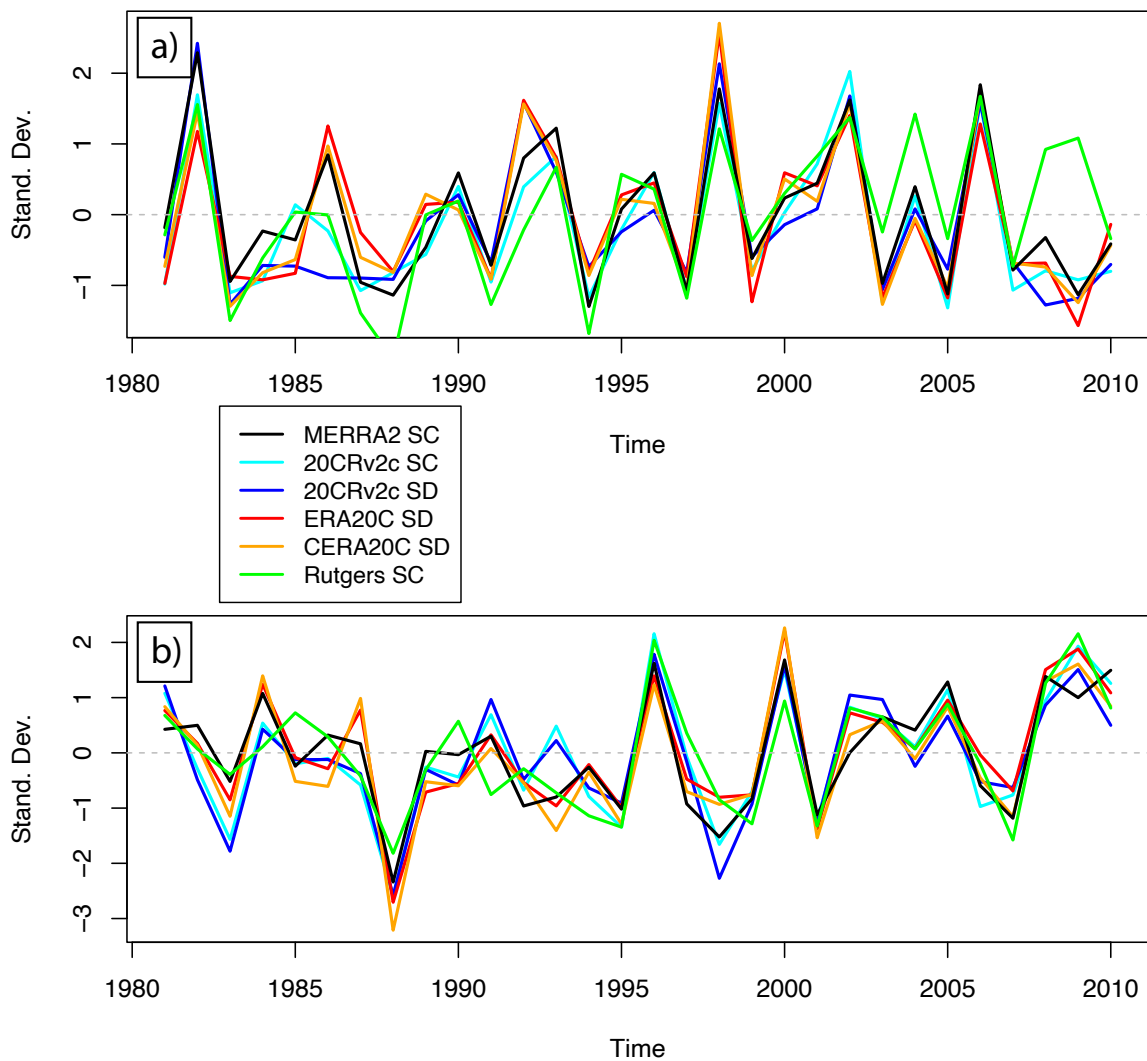 a)
Stand. Dev.
2
1
0
−1
1980 1985 1990 1995 2000 2005 2010
Time
MERRA2 SC
20CRv2c SC
20CRv2c SD
ERA20C SD
CERA20C SD
Rutgers SC
b)
Stand. Dev.
2
1
0
−1
−2
−3
1980 1985 1990 1995 2000 2005 2010
Time